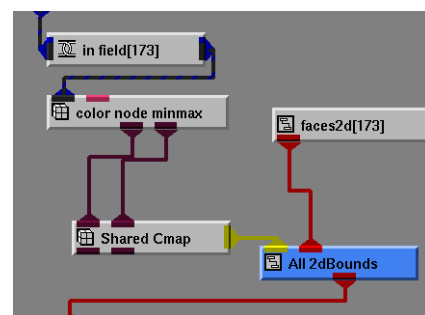 in field[173]
color node minmax
faces2d[173]
Shared Cmap
All 2dBounds